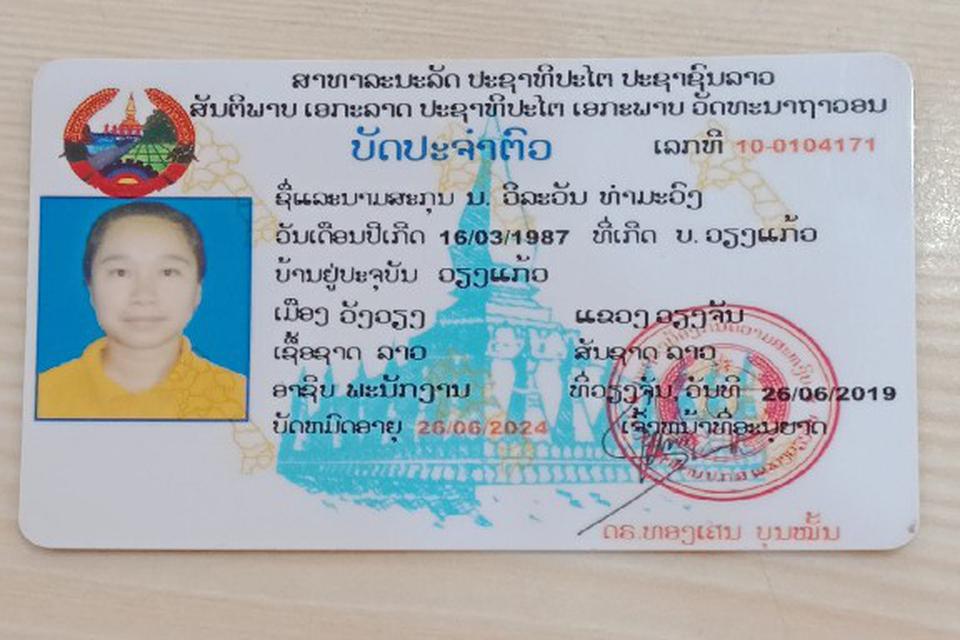 ສາທາລະນະລັດ ປະຊາທິປະໄຕ ປະຊາຊົນລາວ
ສັນຕິພາບ ເອກະລາດ ປະຊາທິປະໄຕ ເອກະພາບ ວັດທະນາຖາວອນ
ບັດປະຈຳຕົວ ເລກທີ 10-0104171
ຊື່ແລະນາມສະກຸນ ນ. ວິລະວັນ ທຳມະວົງ
ວັນເດືອນປີເກີດ 16/03/1987 ທີ່ເກີດ ບ. ວຽງແກ້ວ
ບ້ານຢູ່ປະຈຸບັນ ວຽງແກ້ວ
ເມືອງ ວັງວຽງ ແຂວງ ວຽງຈັນ
ເຊື້ອຊາດ ລາວ ສັນຊາດ ລາວ
ອາຊິບ ພະນັກງານ ທີ່ວຽງຈັນ, ວັນທີ 26/06/2019
ບັດຫມົດອາຍຸ 26/06/2024 ເຈົ້າຫນ້າທີ່ອະນຸຍາດ
ດຣ.ທອງເສນ ບຸນໝັ້ນ